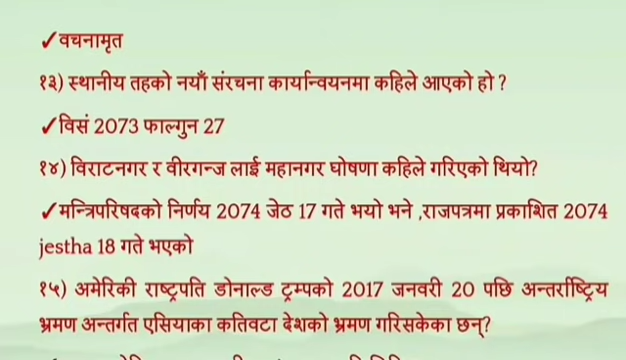 ✓वचनामृत
१३) स्थानीय तहको नयाँ संरचना कार्यान्वयनमा कहिले आएको हो ?
✓विसं 2073 फाल्गुन 27
१४) विराटनगर र वीरगन्ज लाई महानगर घोषणा कहिले गरिएको थियो?
✓मन्त्रिपरिषदको निर्णय 2074 जेठ 17 गते भयो भने ,राजपत्रमा प्रकाशित 2074
jestha 18 गते भएको
१५) अमेरिकी राष्ट्रपति डोनाल्ड ट्रम्पको 2017 जनवरी 20 पछि अन्तर्राष्ट्रिय
भ्रमण अन्तर्गत एसियाका कतिवटा देशको भ्रमण गरिसकेका छन्?